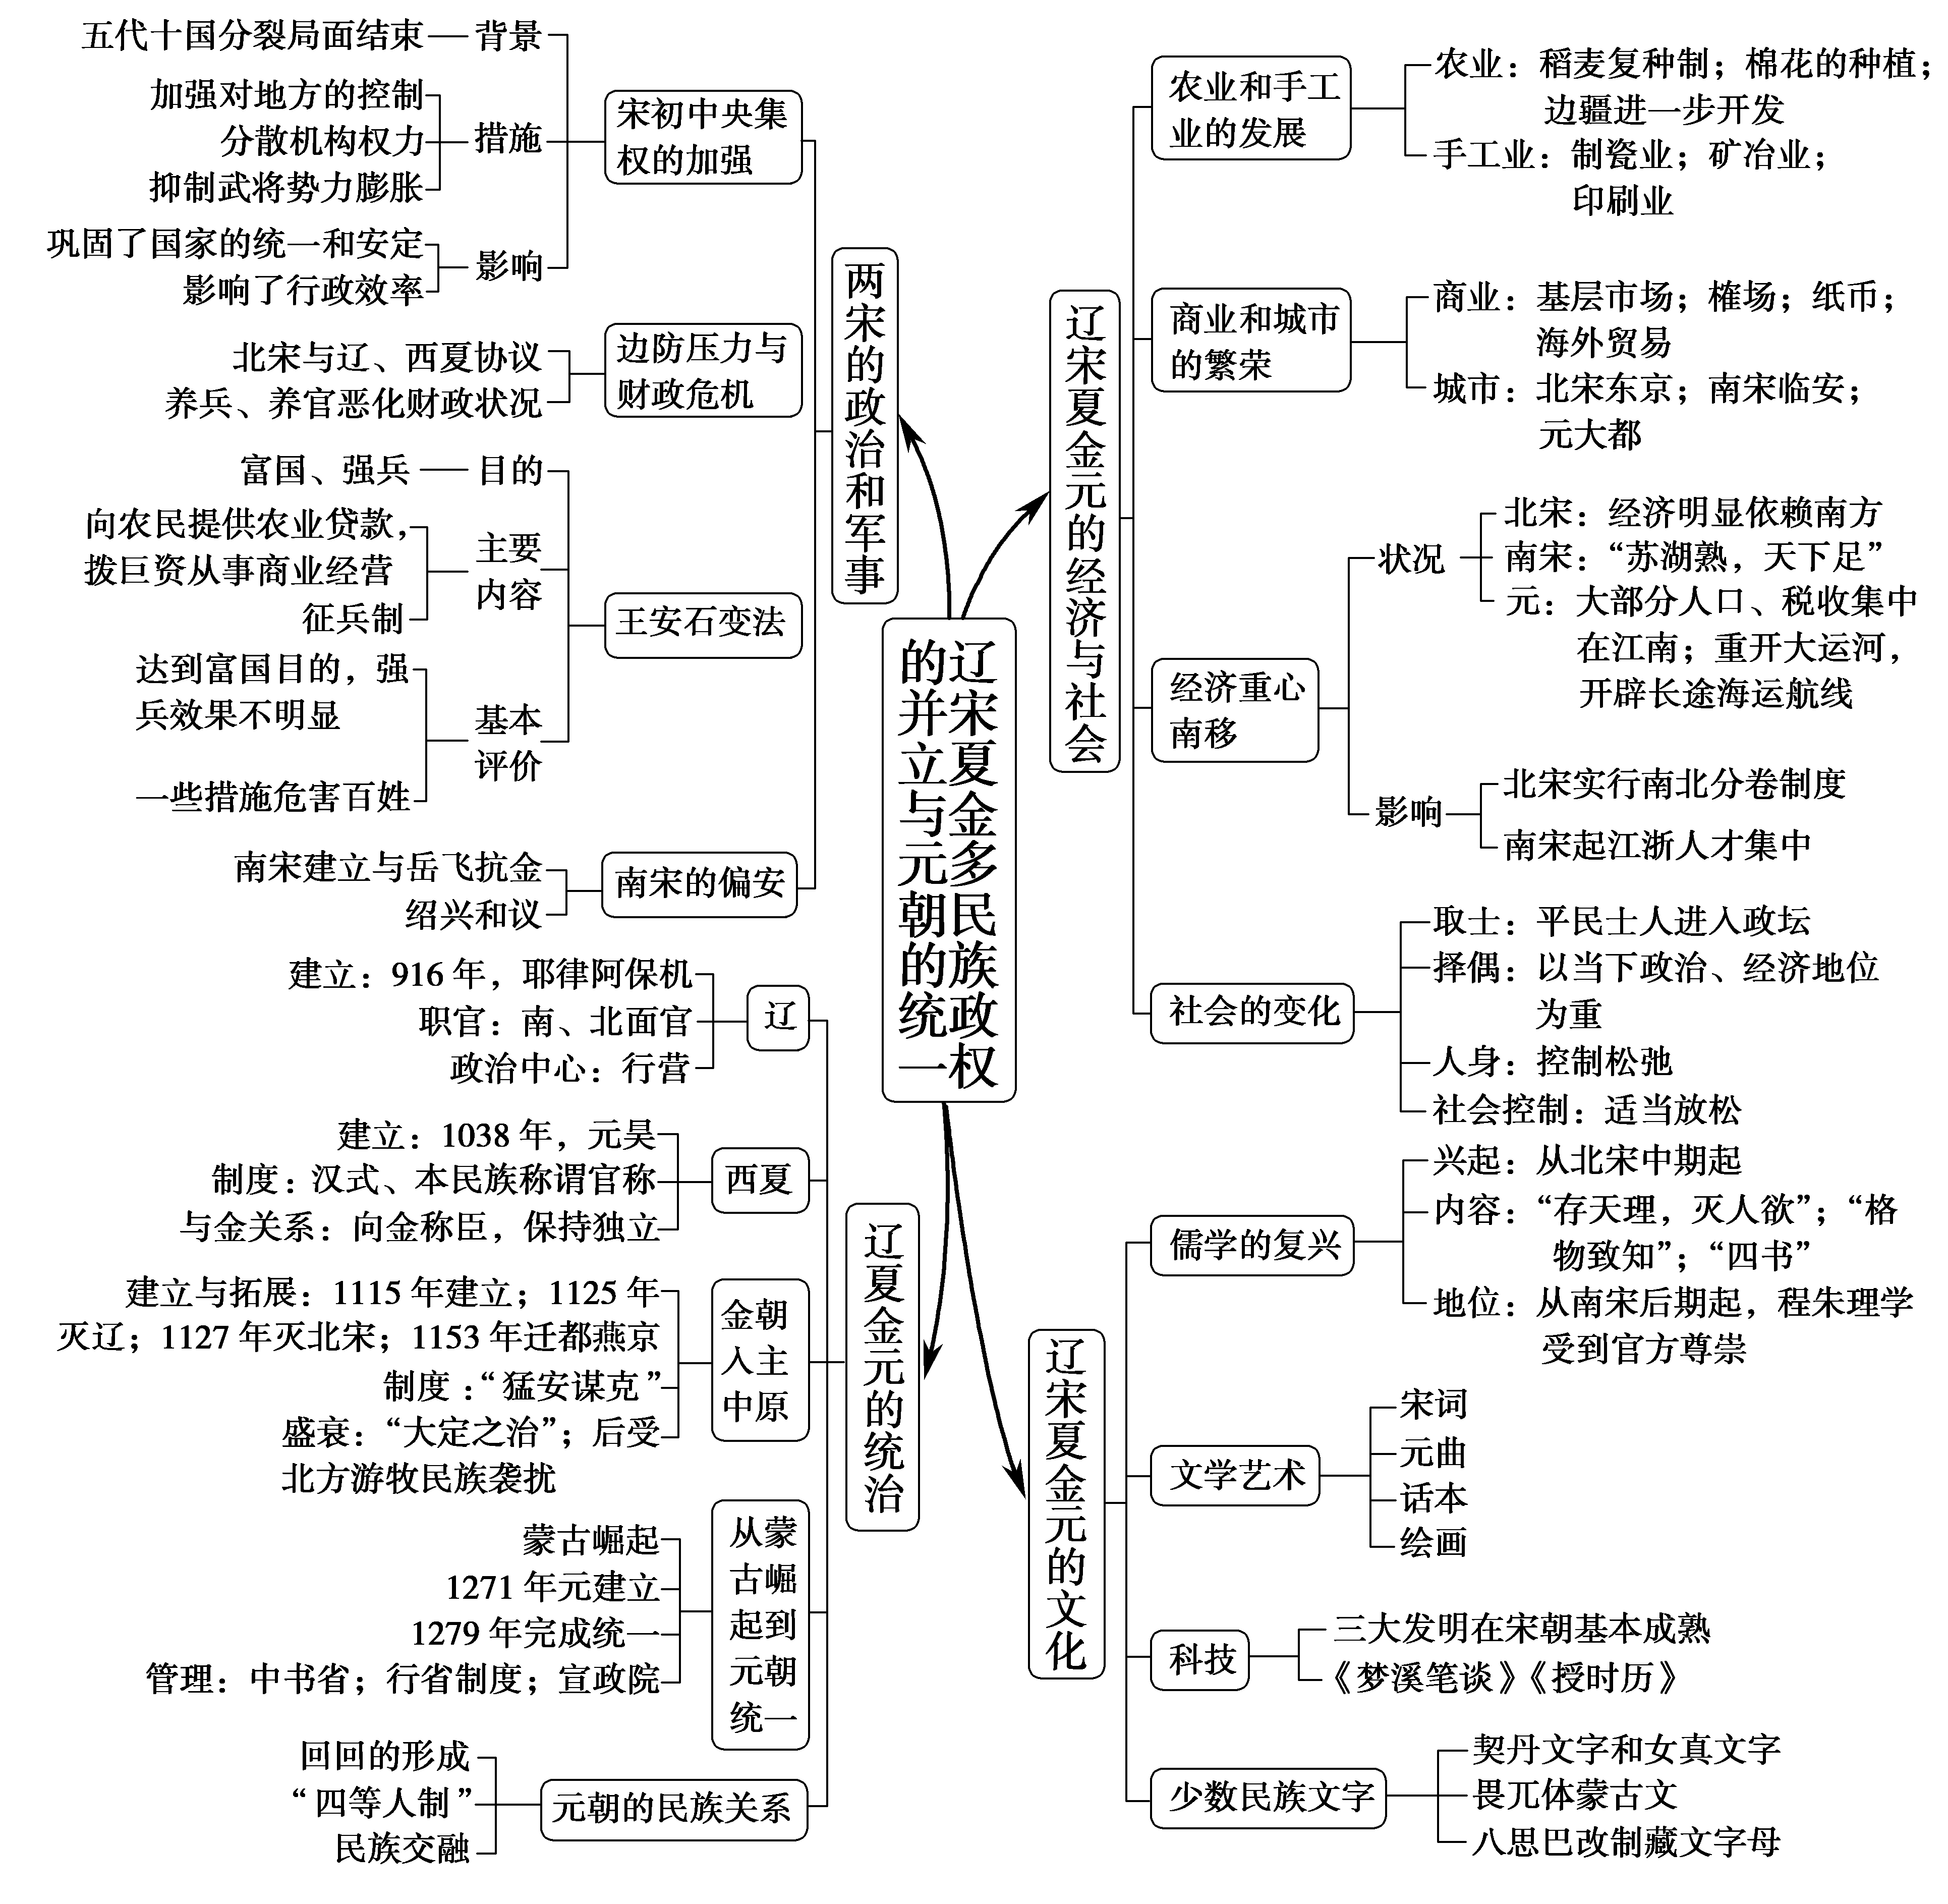 辽宋夏金多民族政权
的并立与元朝的统一
两宋的政治和军事
宋初中央集
权的加强
背景
五代十国分裂局面结束
措施
加强对地方的控制
分散机构权力
抑制武将势力膨胀
影响
巩固了国家的统一和安定
影响了行政效率
边防压力与
财政危机
北宋与辽、西夏协议
养兵、养官恶化财政状况
王安石变法
目的
富国、强兵
主要
内容
向农民提供农业贷款，
拨巨资从事商业经营
征兵制
基本
评价
达到富国目的，强
兵效果不明显
一些措施危害百姓
南宋的偏安
南宋建立与岳飞抗金
绍兴和议
辽夏金元的统治
辽
建立：916 年，耶律阿保机
职官：南、北面官
政治中心：行营
西夏
建立：1038 年，元昊
制度：汉式、本民族称谓官称
与金关系：向金称臣，保持独立
金朝
入主
中原
建立与拓展：1115 年建立；1125 年
灭辽；1127 年灭北宋；1153 年迁都燕京
制度：“猛安谋克”
盛衰：“大定之治”；后受
北方游牧民族袭扰
从蒙
古崛
起到
元朝
统一
蒙古崛起
1271 年元建立
1279 年完成统一
管理：中书省；行省制度；宣政院
元朝的民族关系
回回的形成
“四等人制”
民族交融
辽宋夏金元的经济与社会
农业和手工
业的发展
农业：稻麦复种制；棉花的种植；
边疆进一步开发
手工业：制瓷业；矿冶业；
印刷业
商业和城市
的繁荣
商业：基层市场；榷场；纸币；
海外贸易
城市：北宋东京；南宋临安；
元大都
经济重心
南移
状况
北宋：经济明显依赖南方
南宋：“苏湖熟，天下足”
元：大部分人口、税收集中
在江南；重开大运河，
开辟长途海运航线
影响
北宋实行南北分卷制度
南宋起江浙人才集中
社会的变化
取士：平民士人进入政坛
择偶：以当下政治、经济地位
为重
人身：控制松弛
社会控制：适当放松
辽宋夏金元的文化
儒学的复兴
兴起：从北宋中期起
内容：“存天理，灭人欲”；“格
物致知”；“四书”
地位：从南宋后期起，程朱理学
受到官方尊崇
文学艺术
宋词
元曲
话本
绘画
科技
三大发明在宋朝基本成熟
《梦溪笔谈》《授时历》
少数民族文字
契丹文字和女真文字
畏兀体蒙古文
八思巴改制藏文字母